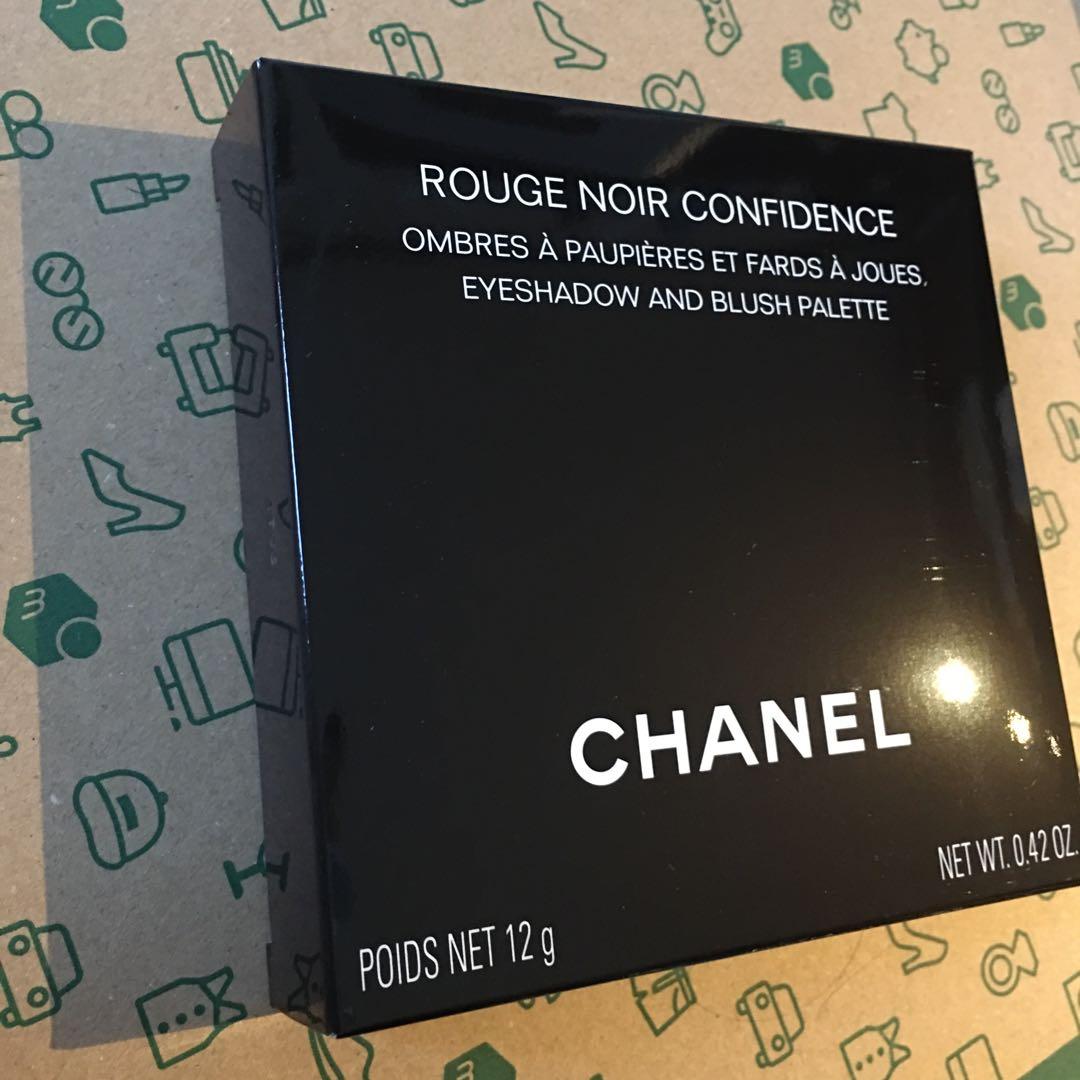 ROUGE NOIR CONFIDENCE
OMBRES À PAUPIÈRES ET FARDS À JOUES,
EYESHADOW AND BLUSH PALETTE
CHANEL
NET WT. 0.42 OZ.
POIDS NET 12 g